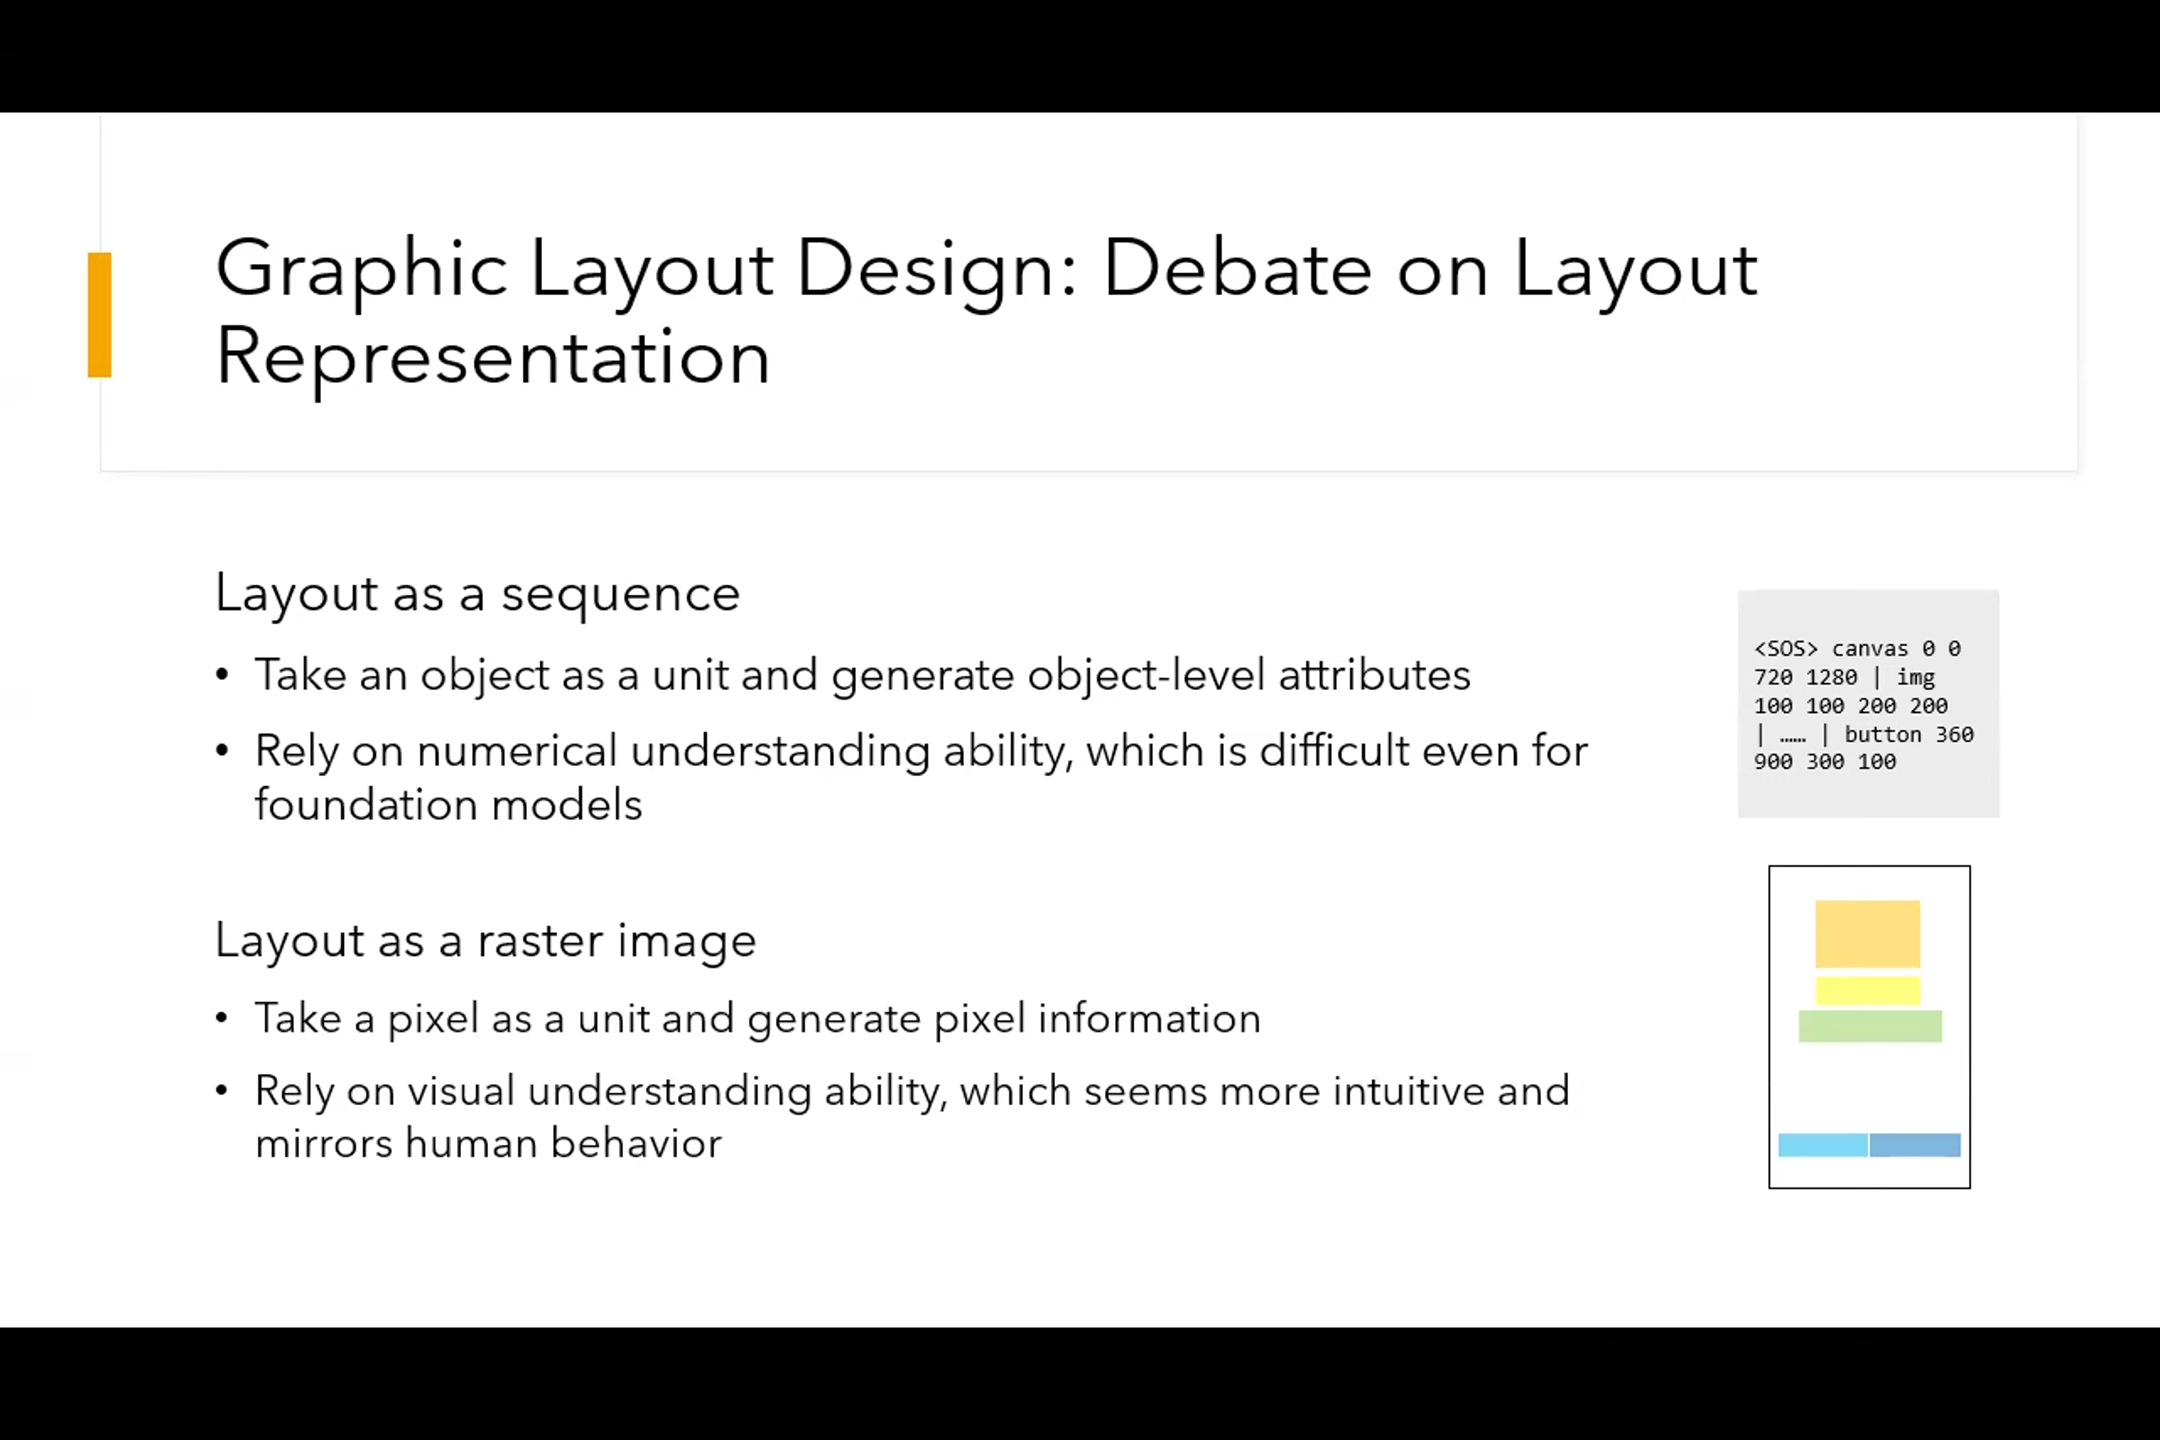 Graphic Layout Design: Debate on Layout
Representation
Layout as a sequence
• Take an object as a unit and generate object-level attributes
• Rely on numerical understanding ability, which is difficult even for
foundation models
<SOS> canvas 0 0
720 1280 | img
100 100 200 200
| …… | button 360
900 300 100
Layout as a raster image
• Take a pixel as a unit and generate pixel information
• Rely on visual understanding ability, which seems more intuitive and
mirrors human behavior